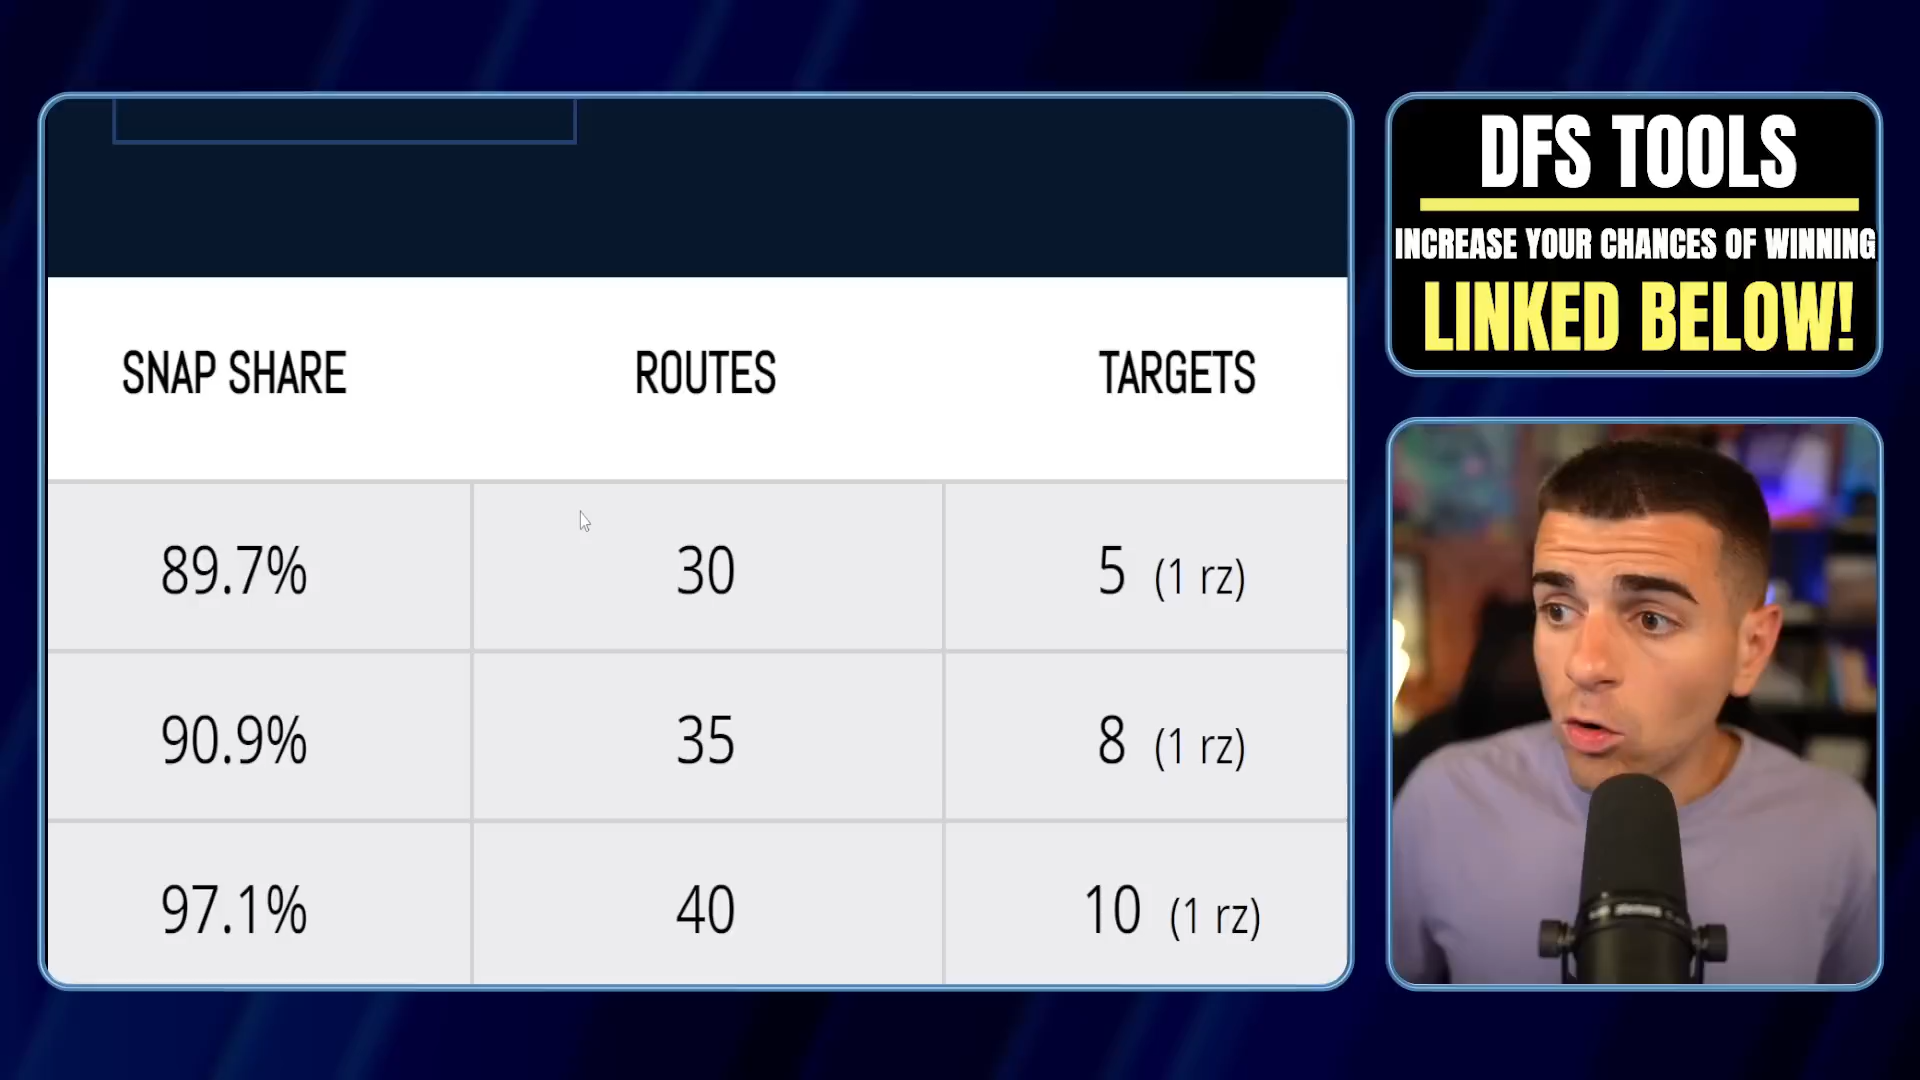 SNAP SHARE ROUTES TARGETS
89.7% 30 5 (1 rz)
90.9% 35 8 (1 rz)
97.1% 40 10 (1 rz)
DFS TOOLS
INCREASE YOUR CHANCES OF WINNING
LINKED BELOW!